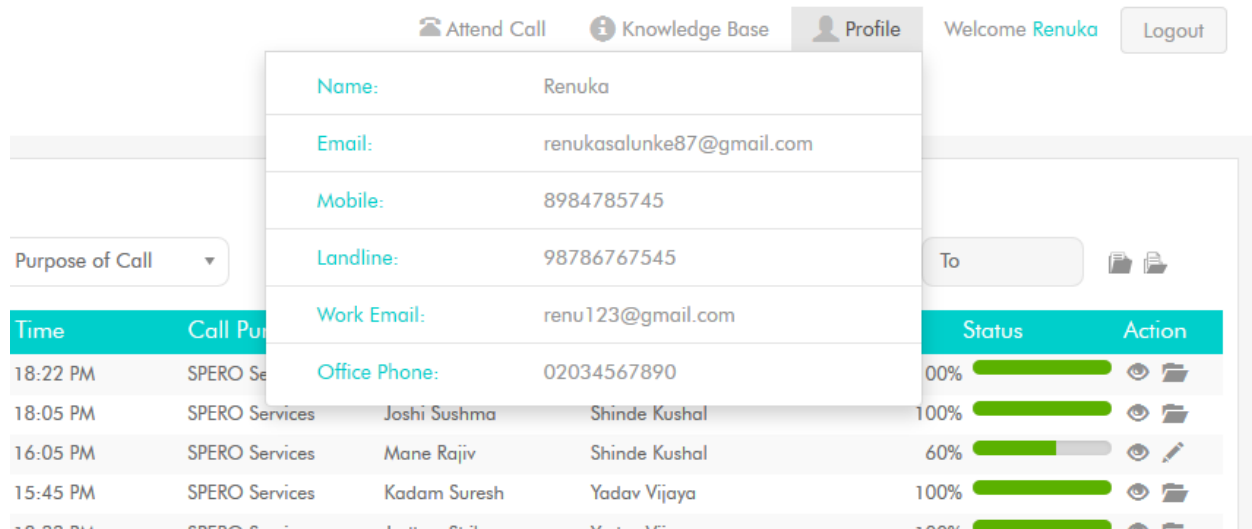 Attend Call Knowledge Base Profile Welcome Renuka Logout
Name: Renuka
Email: renukasalunke87@gmail.com
Mobile: 8984785745
Landline: 98786767545
Work Email: renu123@gmail.com
Office Phone: 02034567890
Purpose of Call To
Time Call Pur Status Action
18:22 PM SPERO Se 00%
18:05 PM SPERO Services Joshi Sushma Shinde Kushal 100%
16:05 PM SPERO Services Mane Rajiv Shinde Kushal 60%
15:45 PM SPERO Services Kadam Suresh Yadav Vijaya 100%